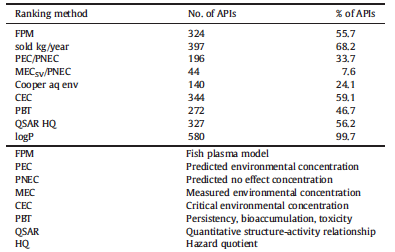 Ranking method No. of APIs % of APIs
FPM 324 55.7
sold kg/year 397 68.2
PEC/PNEC 196 33.7
MECsv/PNEC 44 7.6
Cooper aq env 140 24.1
CEC 344 59.1
PBT 272 46.7
QSAR HQ 327 56.2
logP 580 99.7
FPM Fish plasma model
PEC Predicted environmental concentration
PNEC Predicted no effect concentration
MEC Measured environmental concentration
CEC Critical environmental concentration
PBT Persistency, bioaccumulation, toxicity
QSAR Quantitative structure-activity relationship
HQ Hazard quotient